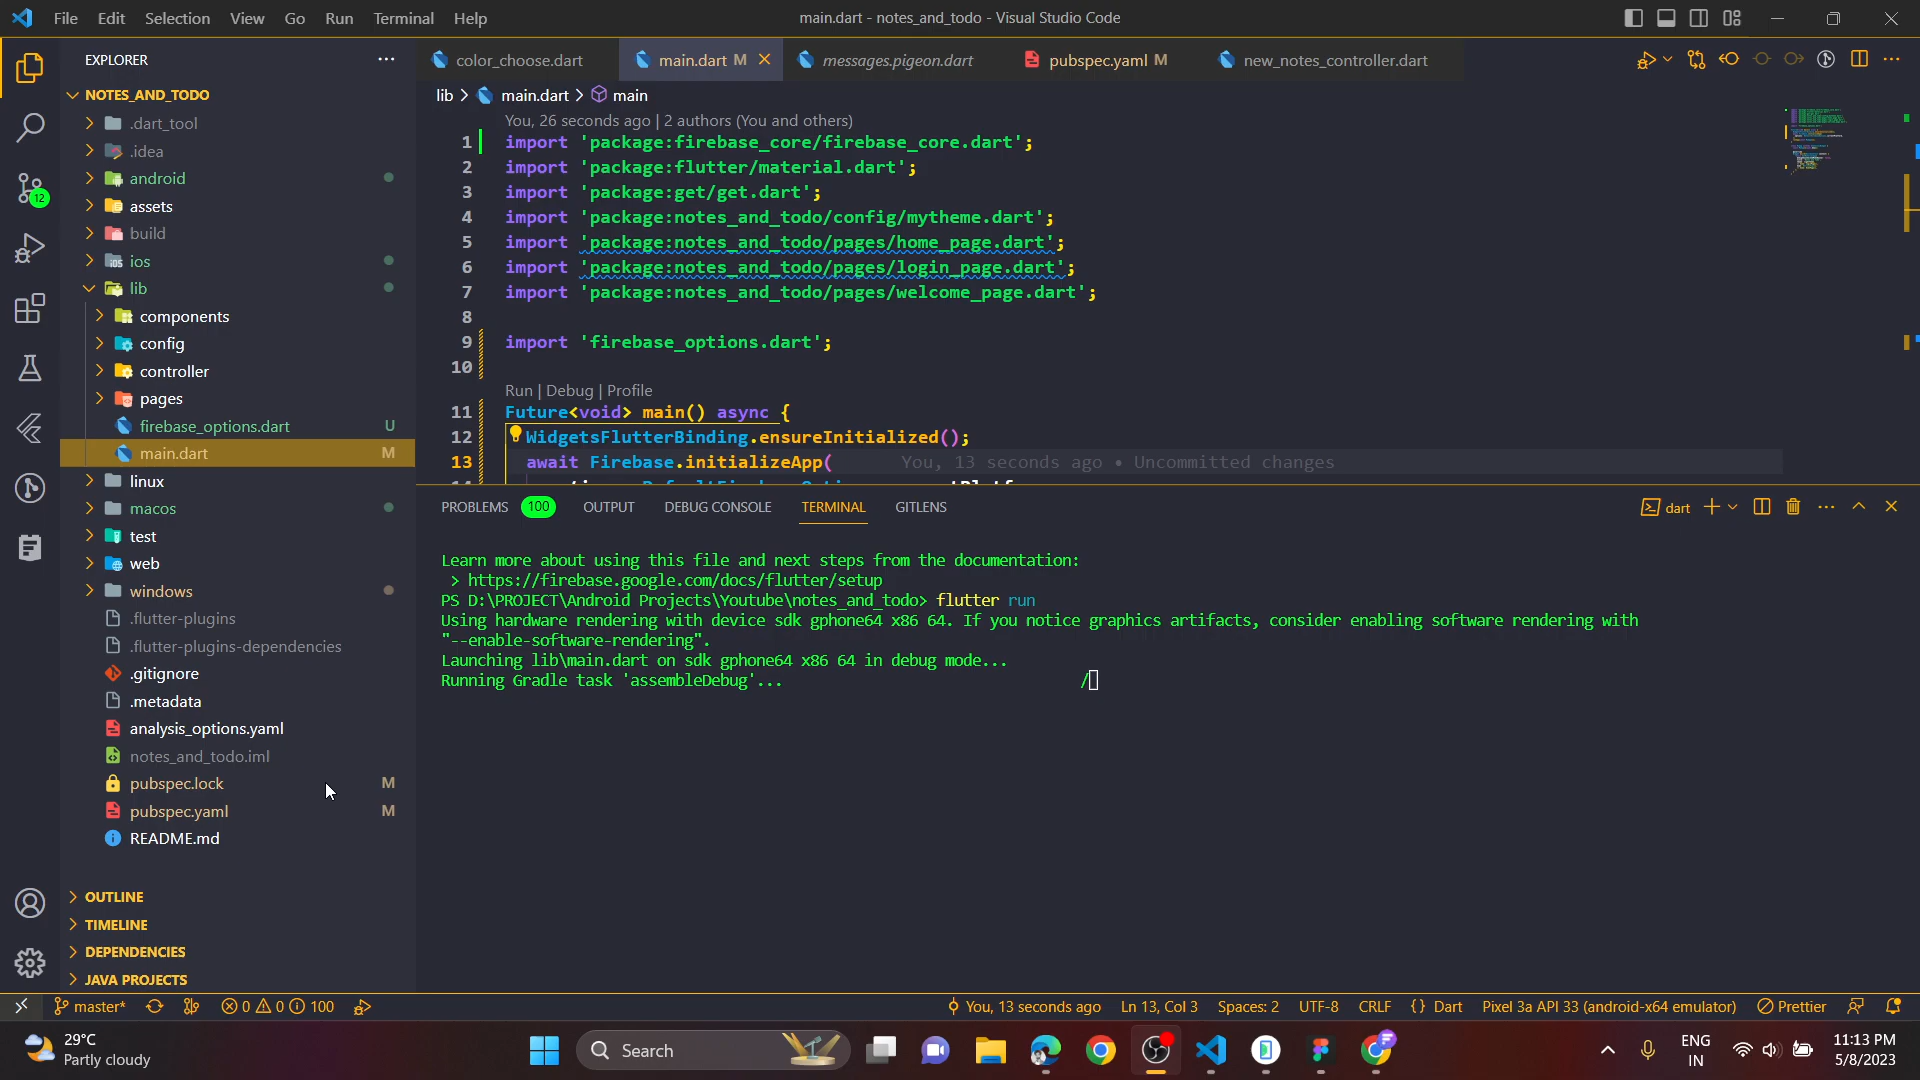 File Edit Selection View Go Run Terminal Help
main.dart - notes_and_todo - Visual Studio Code
EXPLORER
NOTES_AND_TODO
.dart_tool
.idea
android
assets
build
ios
lib
components
config
controller
pages
firebase_options.dart U
main.dart M
linux
macos
test
web
windows
.flutter-plugins
.flutter-plugins-dependencies
.gitignore
.metadata
analysis_options.yaml
notes_and_todo.iml
pubspec.lock M
pubspec.yaml M
README.md
OUTLINE
TIMELINE
DEPENDENCIES
JAVA PROJECTS
12
color_choose.dart main.dart M messages.pigeon.dart pubspec.yaml M new_notes_controller.dart
lib > main.dart > main
You, 26 seconds ago | 2 authors (You and others)
1 import 'package:firebase_core/firebase_core.dart';
2 import 'package:flutter/material.dart';
3 import 'package:get/get.dart';
4 import 'package:notes_and_todo/config/mytheme.dart';
5 import 'package:notes_and_todo/pages/home_page.dart';
6 import 'package:notes_and_todo/pages/login_page.dart';
7 import 'package:notes_and_todo/pages/welcome_page.dart';
8
9 import 'firebase_options.dart';
10
Run | Debug | Profile
11 Future<void> main() async {
12 WidgetsFlutterBinding.ensureInitialized();
13 await Firebase.initializeApp( You, 13 seconds ago • Uncommitted changes
PROBLEMS 100 OUTPUT DEBUG CONSOLE TERMINAL GITLENS
dart
Learn more about using this file and next steps from the documentation:
> https://firebase.google.com/docs/flutter/setup
PS D:\PROJECT\Android Projects\Youtube\notes_and_todo> flutter run
Using hardware rendering with device sdk gphone64 x86 64. If you notice graphics artifacts, consider enabling software rendering with
"--enable-software-rendering".
Launching lib\main.dart on sdk gphone64 x86 64 in debug mode...
Running Gradle task 'assembleDebug'... /
master* 0 0 100
You, 13 seconds ago Ln 13, Col 3 Spaces: 2 UTF-8 CRLF {} Dart Pixel 3a API 33 (android-x64 emulator) Prettier
29°C
Partly cloudy
Search
ENG
IN
11:13 PM
5/8/2023